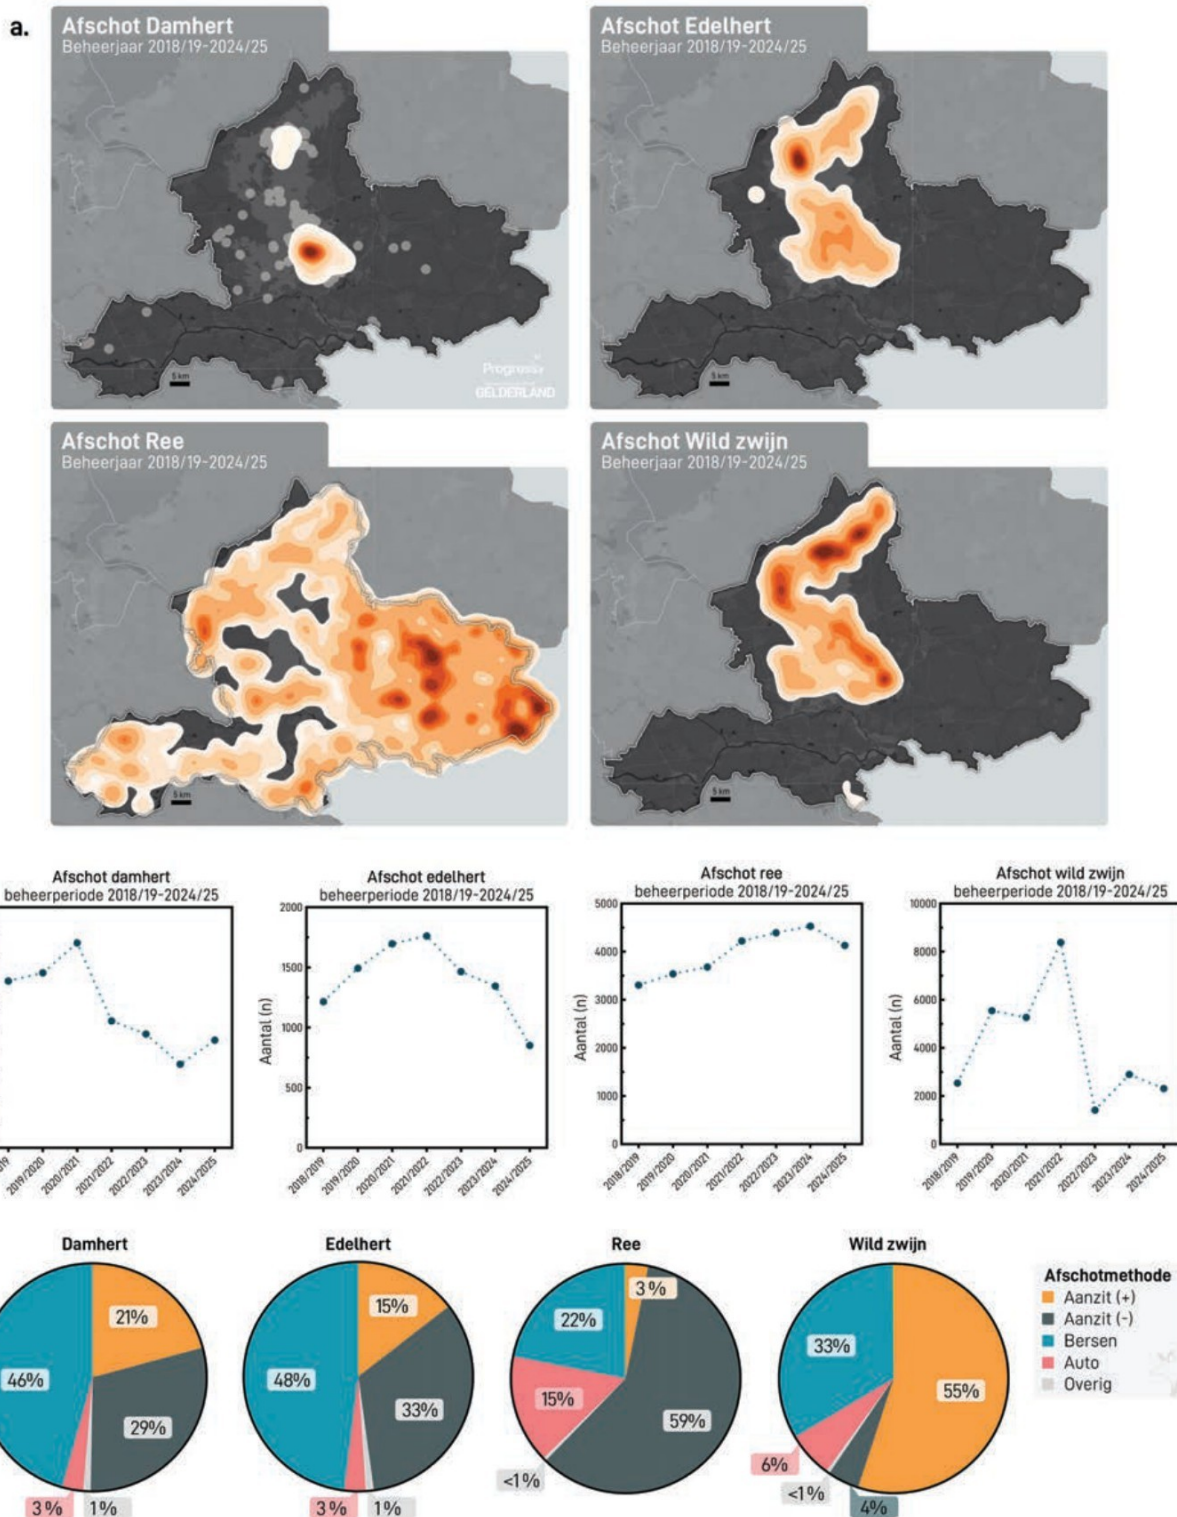 a.
Afschot Damhert
Beheerjaar 2018/19-2024/25
5 km
GELDERLAND
Afschot Edelhert
Beheerjaar 2018/19-2024/25
5 km
Afschot Ree
Beheerjaar 2018/19-2024/25
5 km
Afschot Wild zwijn
Beheerjaar 2018/19-2024/25
5 km
Afschot damhert
beheerperiode 2018/19-2024/25
2019/2020
2020/2021
2021/2022
2022/2023
2023/2024
2024/2025
Afschot edelhert
beheerperiode 2018/19-2024/25
Aantal (n)
2000
1500
1000
500
0
2018/2019
2019/2020
2020/2021
2021/2022
2022/2023
2023/2024
2024/2025
Afschot ree
beheerperiode 2018/19-2024/25
Aantal (n)
5000
4000
3000
2000
1000
0
2018/2019
2019/2020
2020/2021
2021/2022
2022/2023
2023/2024
2024/2025
Afschot wild zwijn
beheerperiode 2018/19-2024/25
Aantal (n)
10000
8000
6000
4000
2000
0
2018/2019
2019/2020
2020/2021
2021/2022
2022/2023
2023/2024
2024/2025
Damhert
21%
46%
29%
3%
1%
Edelhert
15%
48%
33%
3%
1%
Ree
3%
22%
15%
59%
<1%
Wild zwijn
33%
55%
6%
<1%
4%
Afschotmethode
Aanzit (+)
Aanzit (-)
Bersen
Auto
Overig